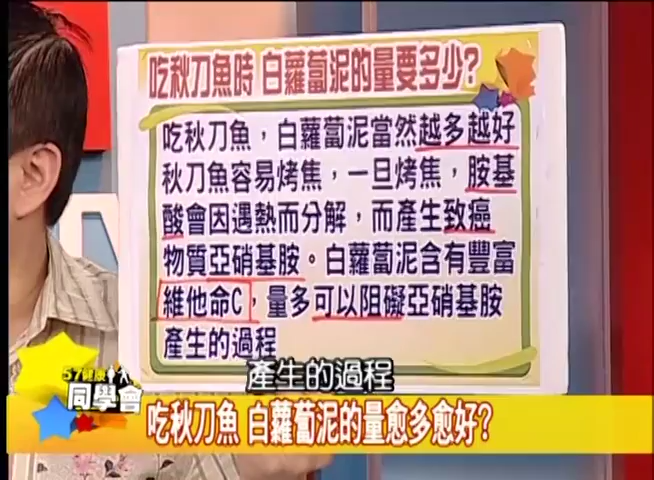 吃秋刀魚時 白蘿蔔泥的量要多少?
吃秋刀魚，白蘿蔔泥當然越多越好
秋刀魚容易烤焦，一旦烤焦，胺基
酸會因遇熱而分解，而產生致癌
物質亞硝基胺。白蘿蔔泥含有豐富
維他命C，量多可以阻礙亞硝基胺
產生的過程
產生的過程
57健康
同學會
吃秋刀魚 白蘿蔔泥的量愈多愈好?